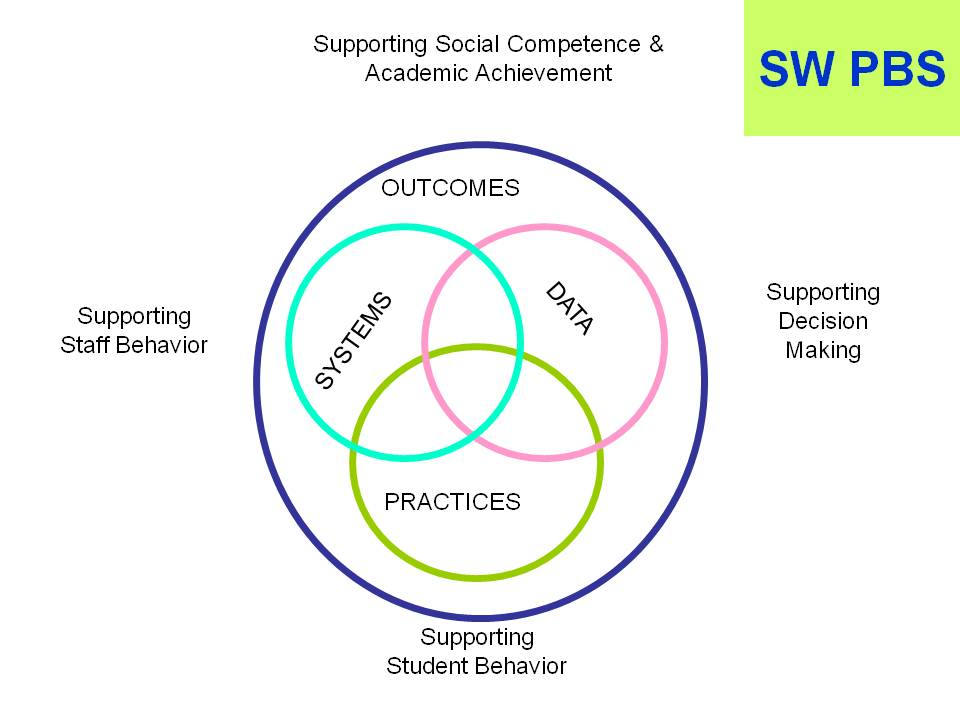 Supporting Social Competence &
Academic Achievement
SW PBS
OUTCOMES
SYSTEMS
DATA
Supporting
Staff Behavior
Supporting
Decision
Making
PRACTICES
Supporting
Student Behavior